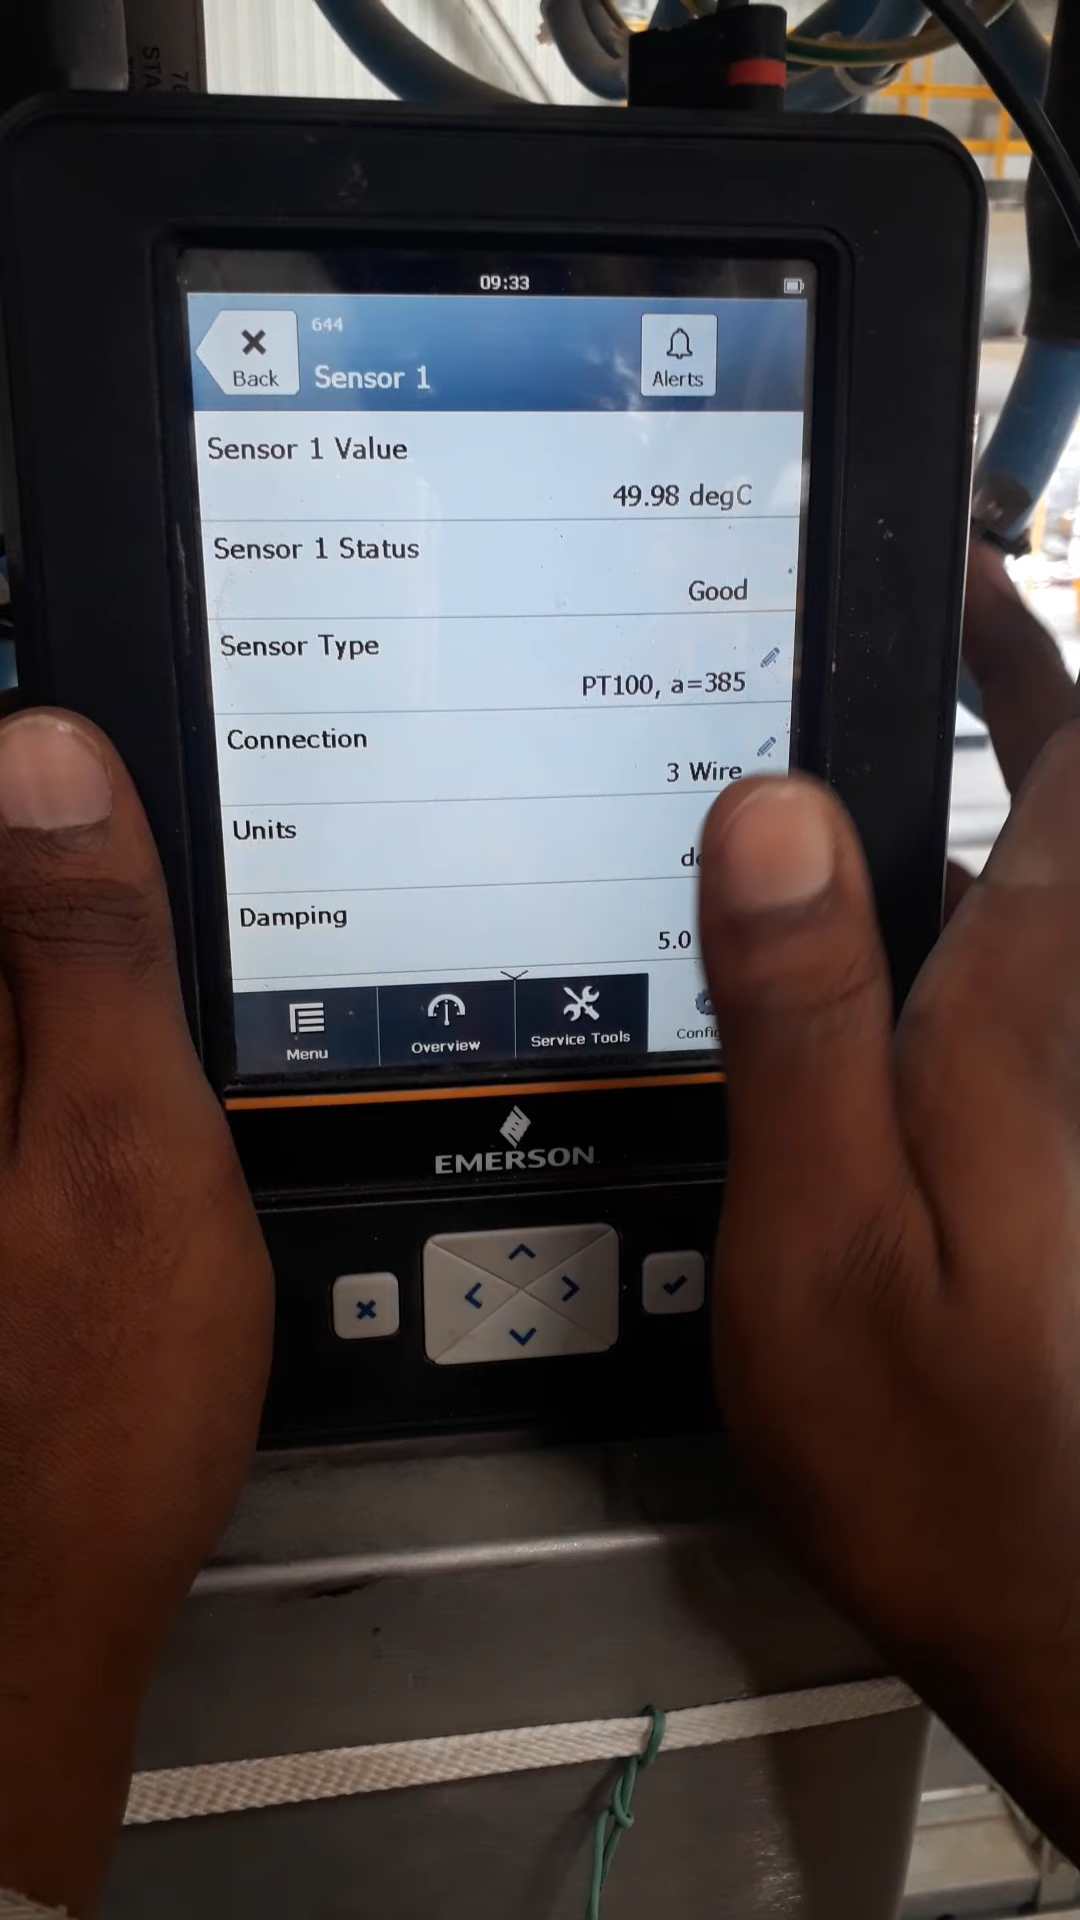 STA
09:33
644
Back
Sensor 1
Alerts
Sensor 1 Value
49.98 degC
Sensor 1 Status
Good
Sensor Type
PT100, a=385
Connection
3 Wire
Units
Damping
5.0
Menu
Overview
Service Tools
EMERSON